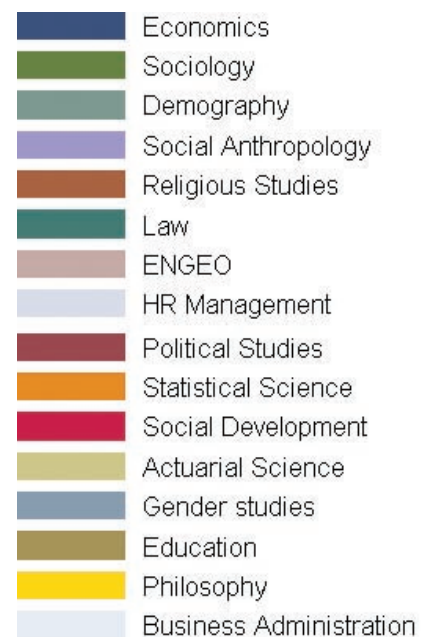 Economics
Sociology
Demography
Social Anthropology
Religious Studies
Law
ENGEO
HR Management
Political Studies
Statistical Science
Social Development
Actuarial Science
Gender studies
Education
Philosophy
Business Administration